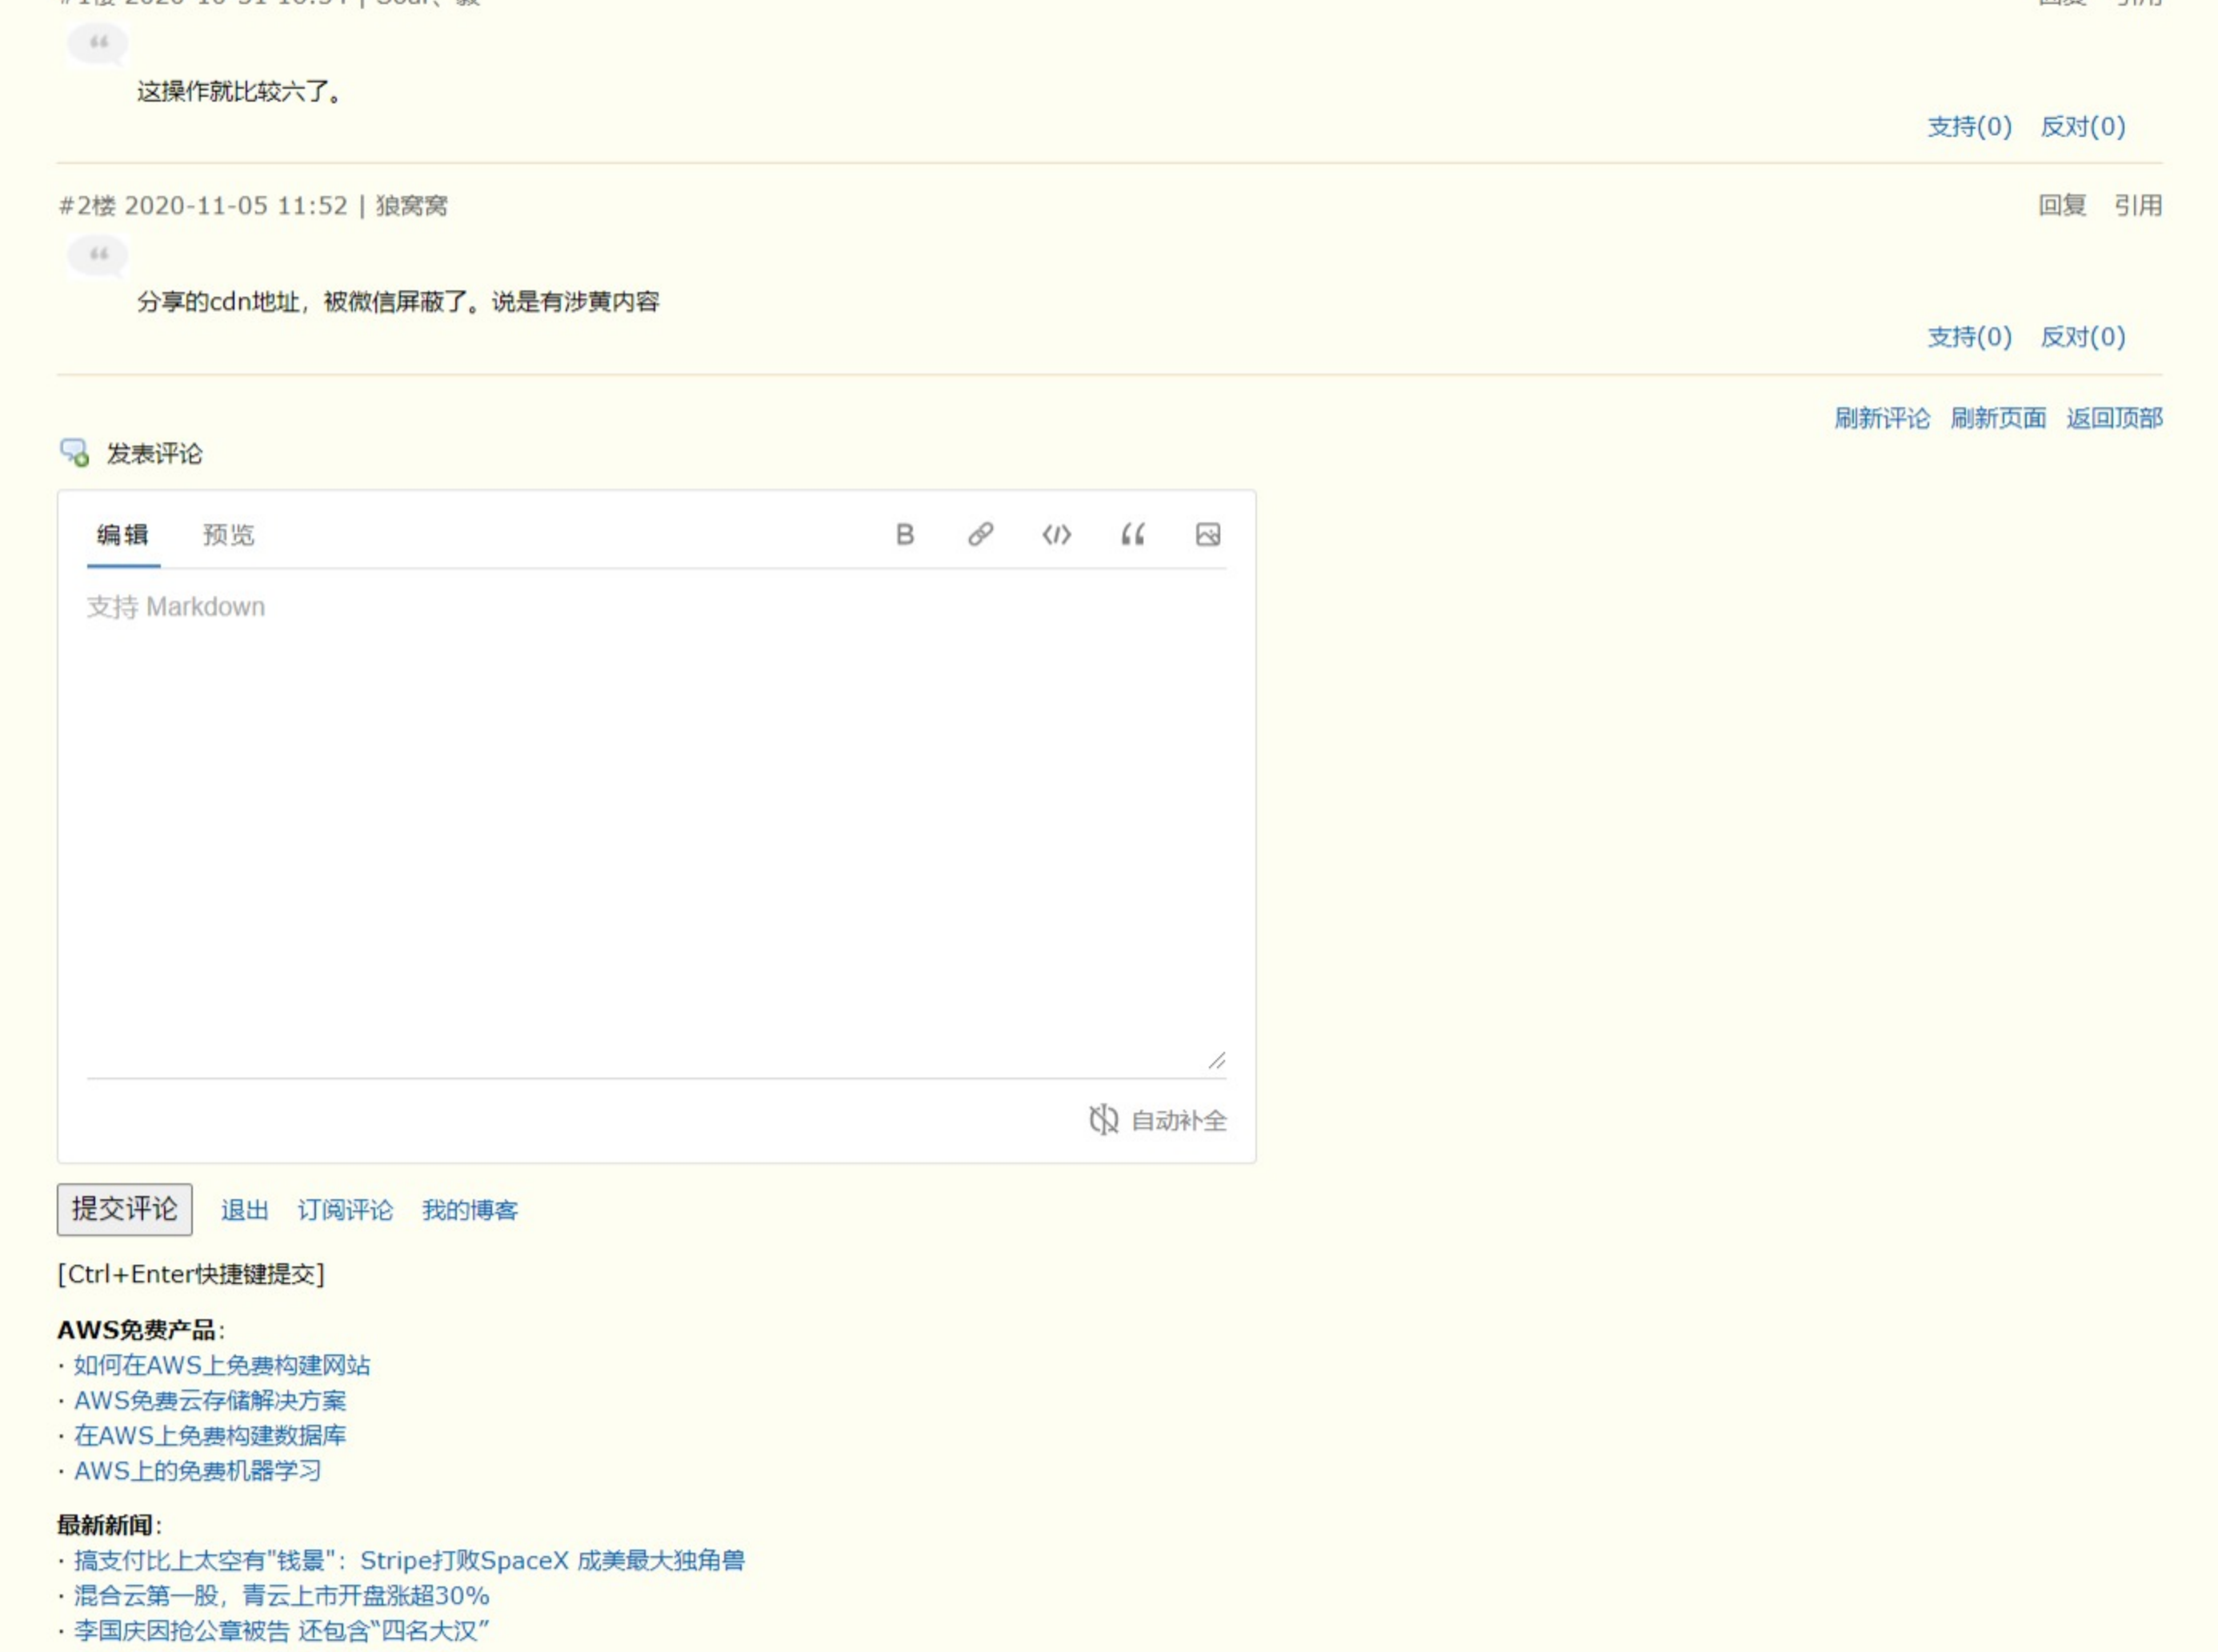 这操作就比较六了。
支持(0) 反对(0)
#2楼 2020-11-05 11:52 | 狼窝窝 回复 引用
分享的cdn地址，被微信屏蔽了。说是有涉黄内容
支持(0) 反对(0)
刷新评论 刷新页面 返回顶部
发表评论
编辑 预览 B
支持 Markdown
自动补全
提交评论 退出 订阅评论 我的博客
[Ctrl+Enter快捷键提交]
AWS免费产品：
· 如何在AWS上免费构建网站
· AWS免费云存储解决方案
· 在AWS上免费构建数据库
· AWS上的免费机器学习
最新新闻：
· 搞支付比上太空有"钱景"：Stripe打败SpaceX 成美最大独角兽
· 混合云第一股，青云上市开盘涨超30%
· 李国庆因抢公章被告 还包含“四名大汉”